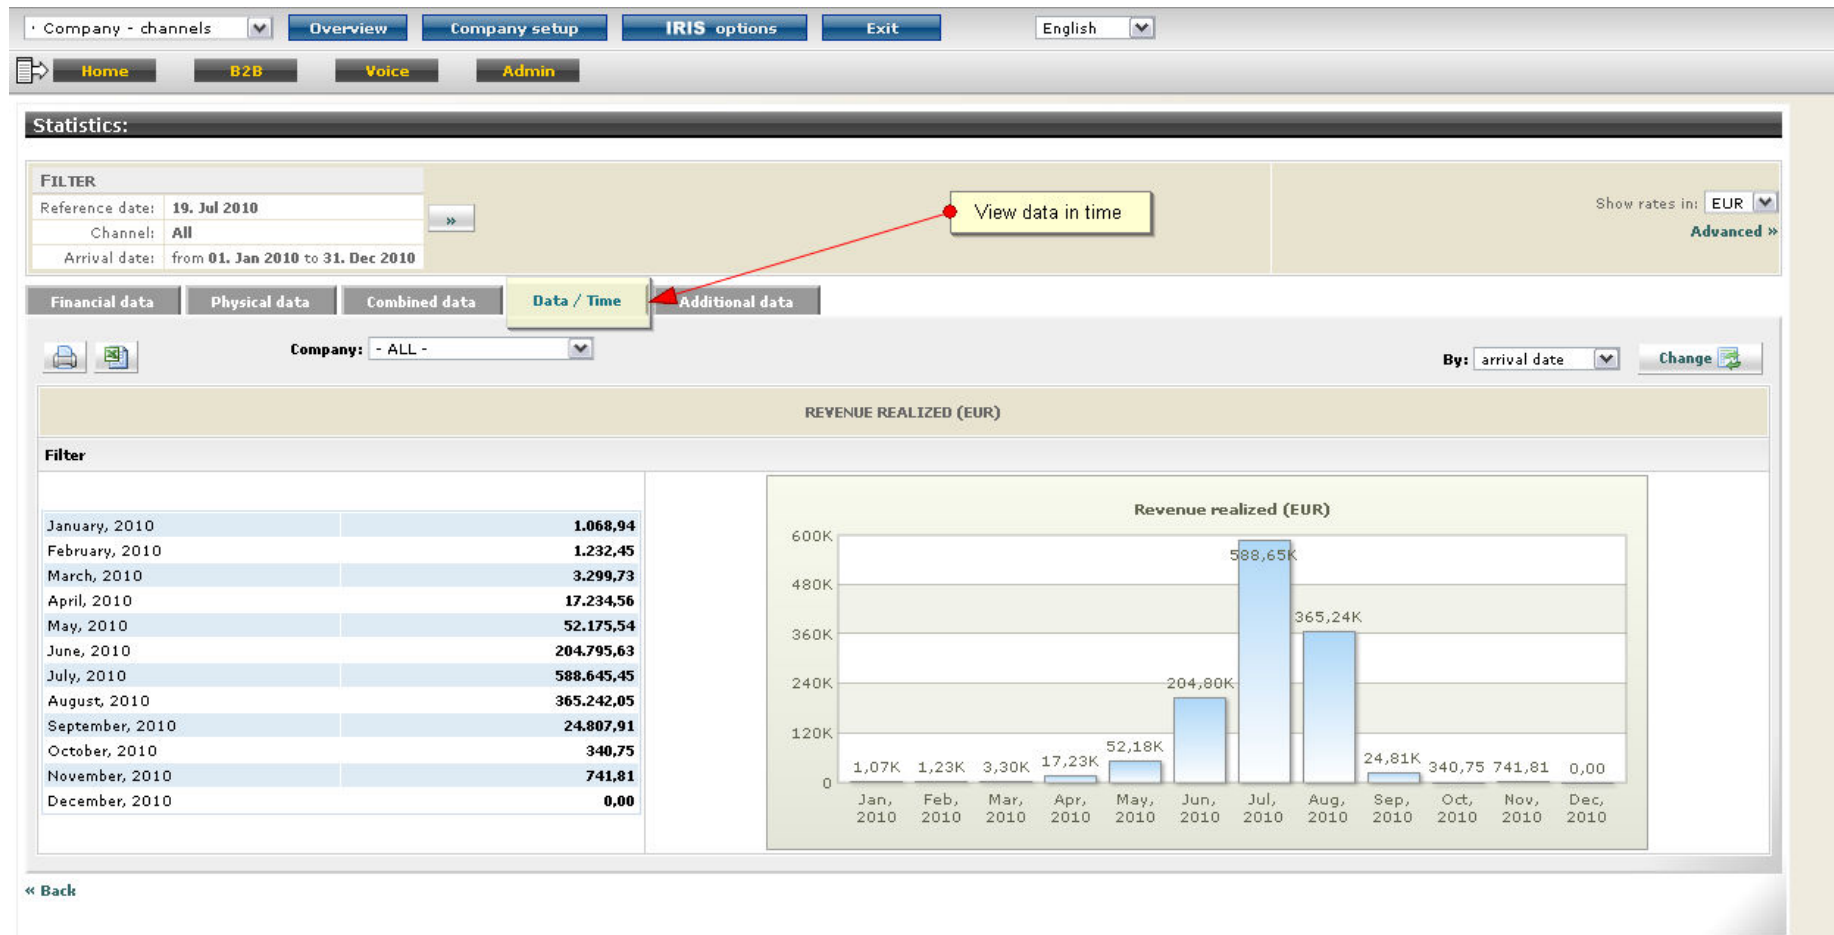 · Company - channels Overview Company setup IRIS options Exit English
Home B2B Voice Admin
Statistics:
FILTER
Reference date: 19. Jul 2010
Channel: All
Arrival date: from 01. Jan 2010 to 31. Dec 2010
»
View data in time
Show rates in: EUR
Advanced »
Financial data Physical data Combined data Data / Time Additional data
Company: - ALL -
By: arrival date Change
REVENUE REALIZED (EUR)
Filter
January, 2010 1.068,94
February, 2010 1.232,45
March, 2010 3.299,73
April, 2010 17.234,56
May, 2010 52.175,54
June, 2010 204.795,63
July, 2010 588.645,45
August, 2010 365.242,05
September, 2010 24.807,91
October, 2010 340,75
November, 2010 741,81
December, 2010 0,00
Revenue realized (EUR)
600K
588,65K
480K
365,24K
360K
240K
204,80K
120K
52,18K
1,07K 1,23K 3,30K 17,23K 24,81K 340,75 741,81 0,00
0
Jan, Feb, Mar, Apr, May, Jun, Jul, Aug, Sep, Oct, Nov, Dec,
2010 2010 2010 2010 2010 2010 2010 2010 2010 2010 2010 2010
« Back